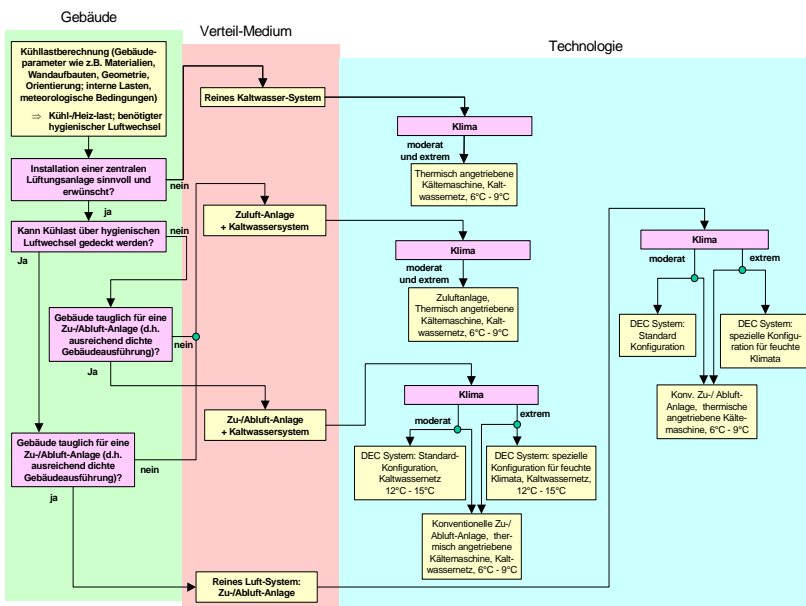 Gebäude
Verteil-Medium
Technologie
Kühllastberechnung (Gebäude-
parameter wie z.B. Materialien,
Wandaufbauten, Geometrie,
Orientierung; interne Lasten,
meteorologische Bedingungen)
⇒ Kühl-/Heiz-last; benötigter
hygienischer Luftwechsel
Installation einer zentralen
Lüftungsanlage sinnvoll und
erwünscht?
nein
ja
Kann Kühllast über hygienischen
Luftwechsel gedeckt werden?
nein
Ja
Gebäude tauglich für eine
Zu-/Abluft-Anlage (d.h.
ausreichend dichte
Gebäudeausführung)?
nein
Ja
Gebäude tauglich für eine
Zu-/Abluft-Anlage (d.h.
ausreichend dichte
Gebäudeausführung)?
nein
ja
Reines Kaltwasser-System
Zuluft-Anlage
+ Kaltwassersystem
Zu-/Abluft-Anlage
+ Kaltwassersystem
Reines Luft-System:
Zu-/Abluft-Anlage
Klima
moderat
und extrem
Thermisch angetriebene
Kältemaschine, Kalt-
wassernetz, 6°C - 9°C
Klima
moderat
und extrem
Zuluftanlage,
Thermisch angetriebene
Kältemaschine, Kalt-
wassernetz, 6°C - 9°C
Klima
moderat
extrem
DEC System: Standard-
Konfiguration,
Kaltwassernetz
12°C - 15°C
DEC System: spezielle
Konfiguration für feuchte
Klimata, Kaltwassernetz,
12°C - 15°C
Konventionelle Zu-/
Abluft-Anlage, ther-
misch angetriebene
Kältemaschine, Kalt-
wassernetz, 6°C - 9°C
Klima
moderat
extrem
DEC System:
Standard
Konfiguration
DEC System:
spezielle Konfigu-
ration für feuchte
Klimata
Konv. Zu-/ Abluft-
Anlage, thermische
angetriebene Kälte-
maschine, 6°C - 9°C